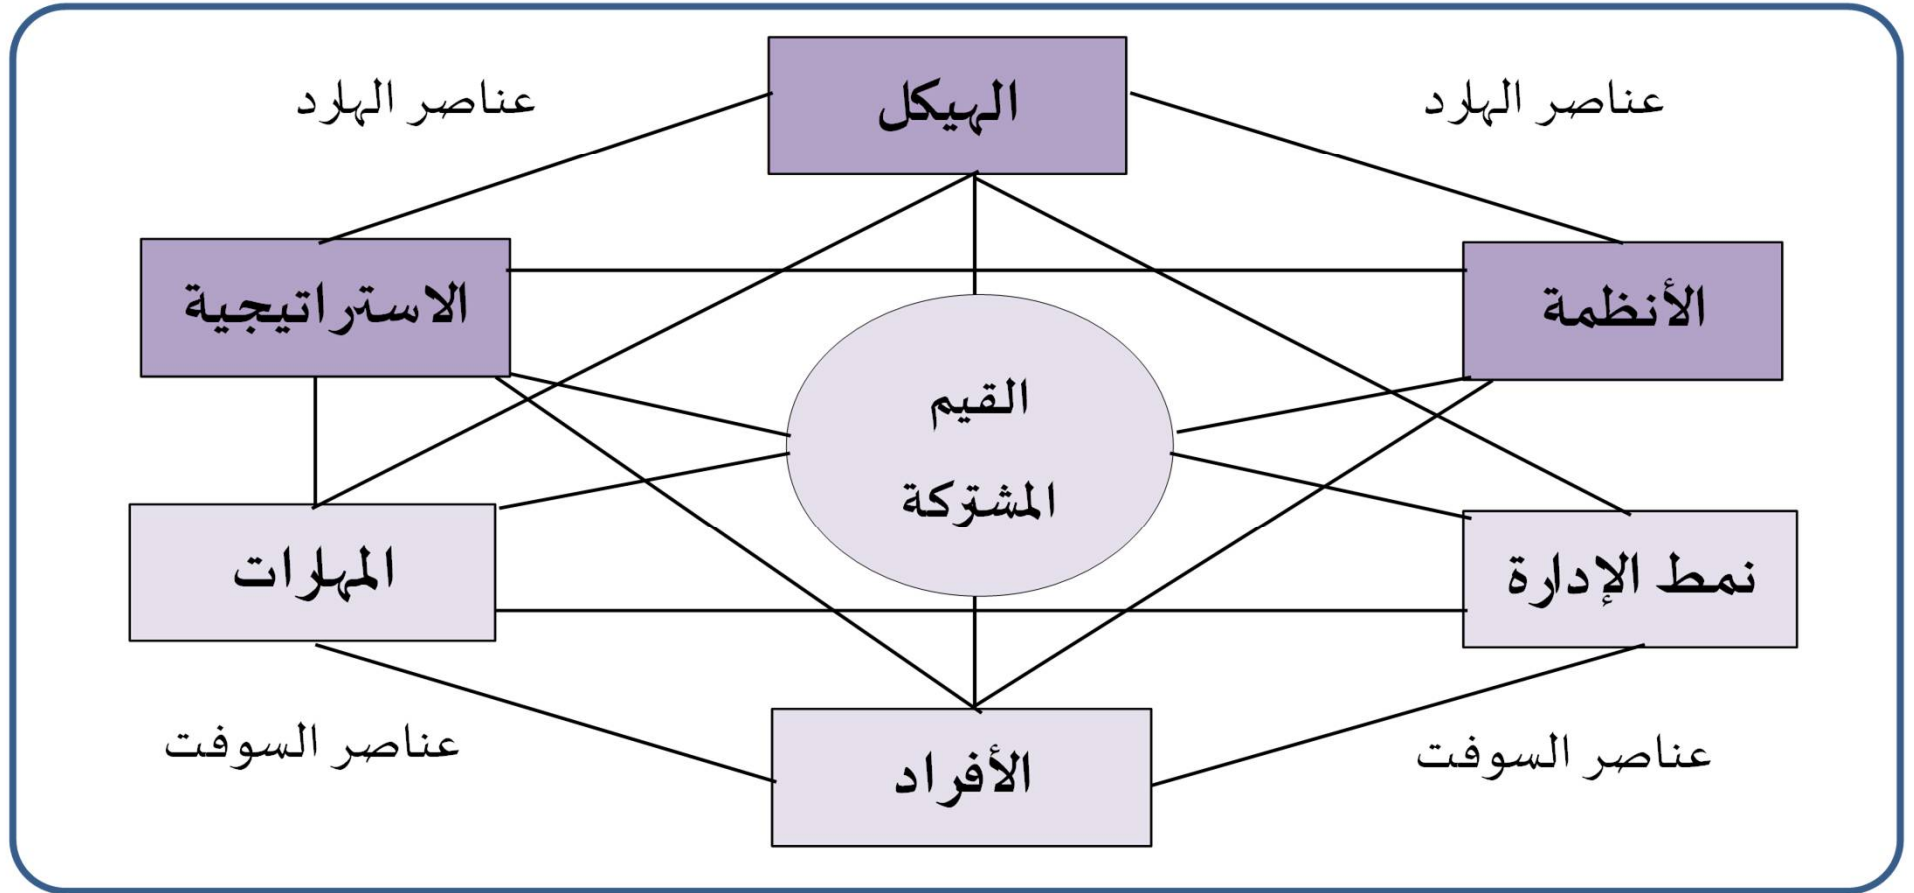 الهيكل
عناصر الهارد
عناصر الهارد
الأنظمة
الاستراتيجية
القيم
المشتركة
نمط الإدارة
المهارات
الأفراد
عناصر السوفت
عناصر السوفت